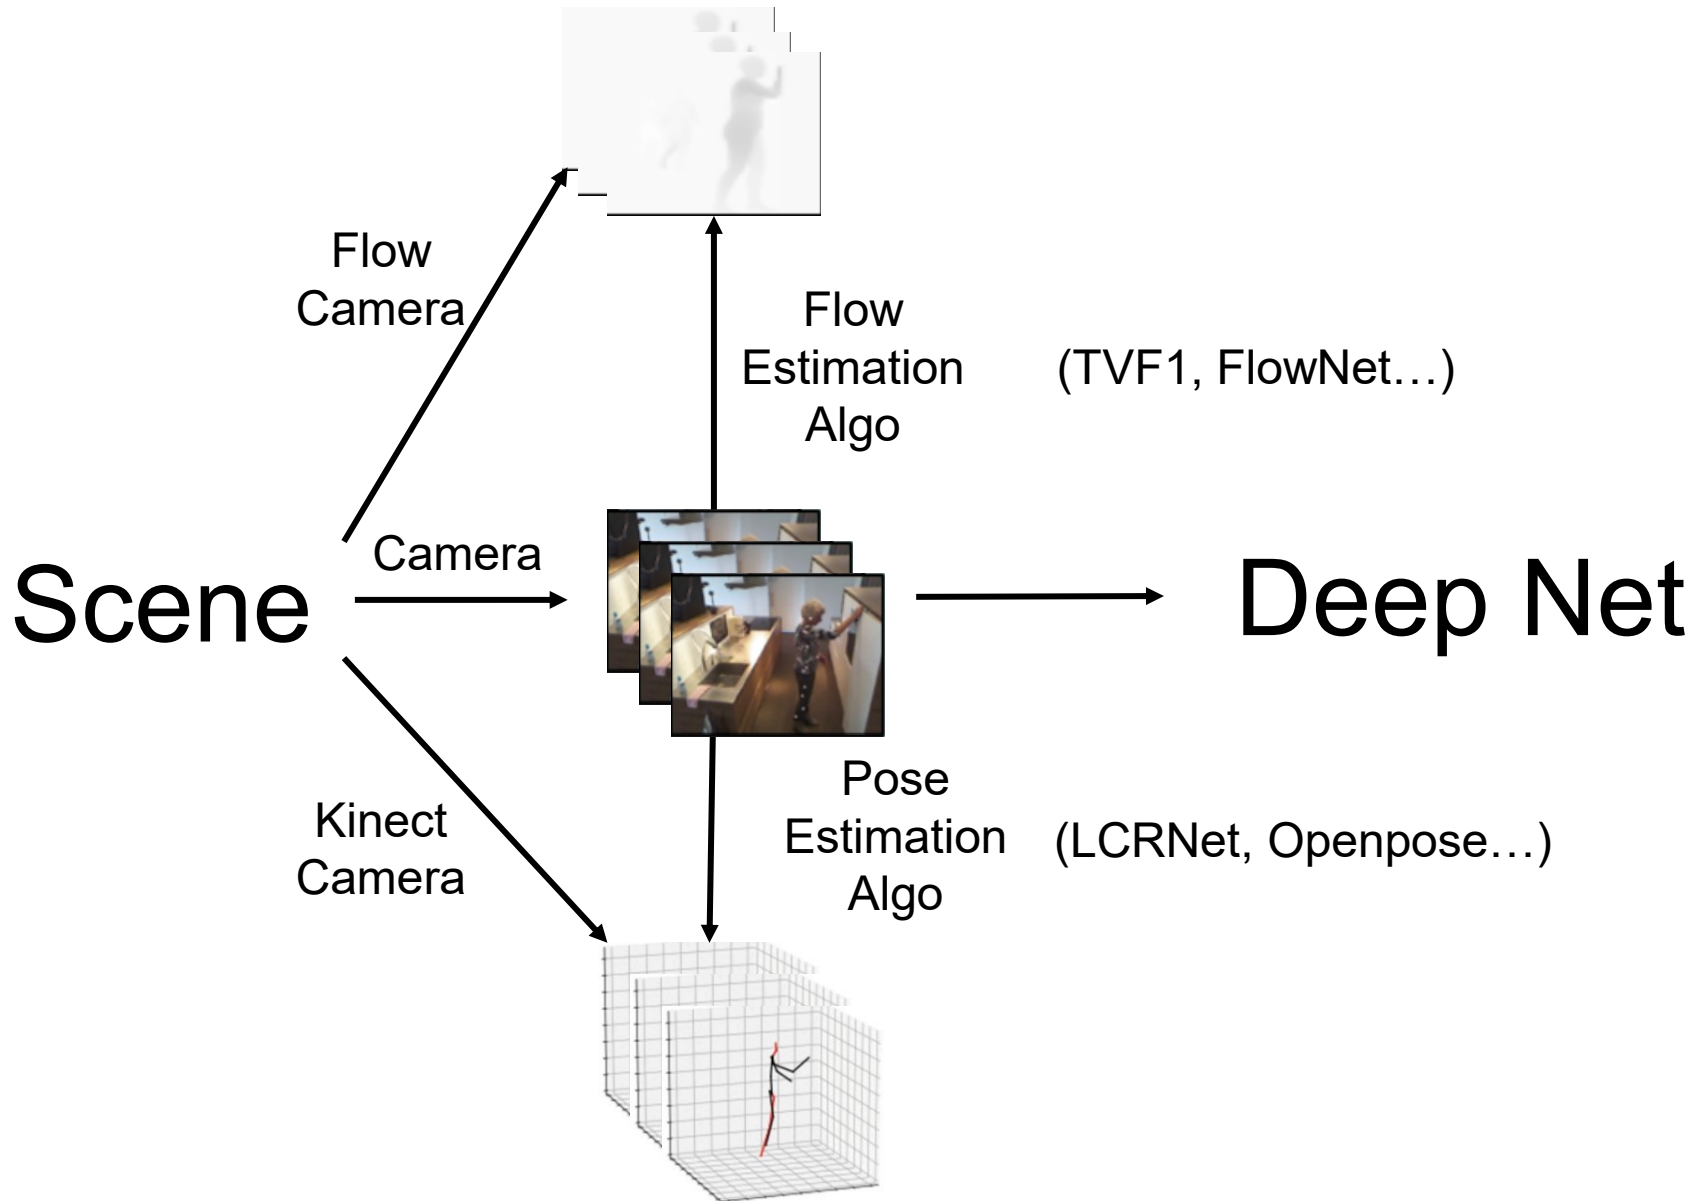 Flow
Camera
Flow
Estimation
Algo
(TVF1, FlowNet…)
Camera
Scene
Deep Net
Kinect
Camera
Pose
Estimation
Algo
(LCRNet, Openpose…)